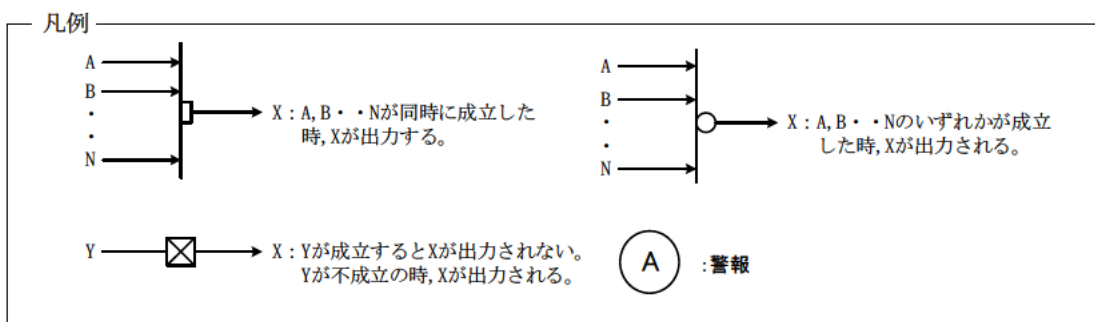 凡例
A
B
・
・
N
X：A,B・・Nが同時に成立した
時,Xが出力する。
A
B
・
・
N
X：A,B・・Nのいずれかが成立
した時,Xが出力される。
Y
X：Yが成立するとXが出力されない。
Yが不成立の時,Xが出力される。
A
:警報